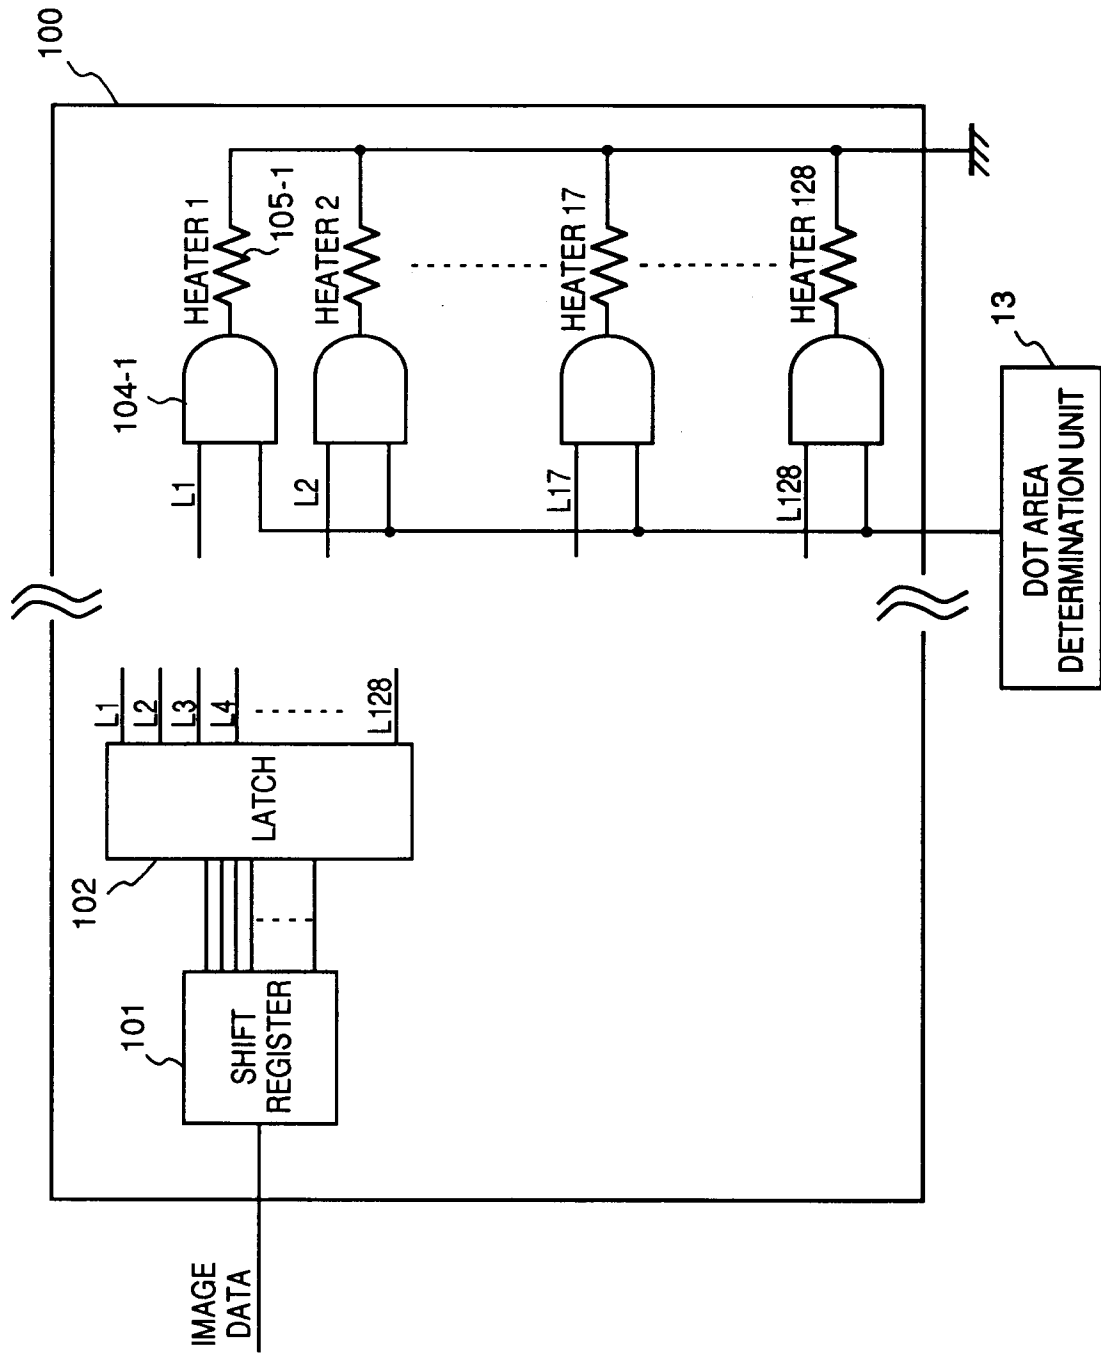 100
IMAGE
DATA
101
SHIFT
REGISTER
102
LATCH
L1
L2
L3
L4
L128
L1
104-1
HEATER 1
105-1
L2
HEATER 2
L17
HEATER 17
L128
HEATER 128
13
DOT AREA
DETERMINATION UNIT